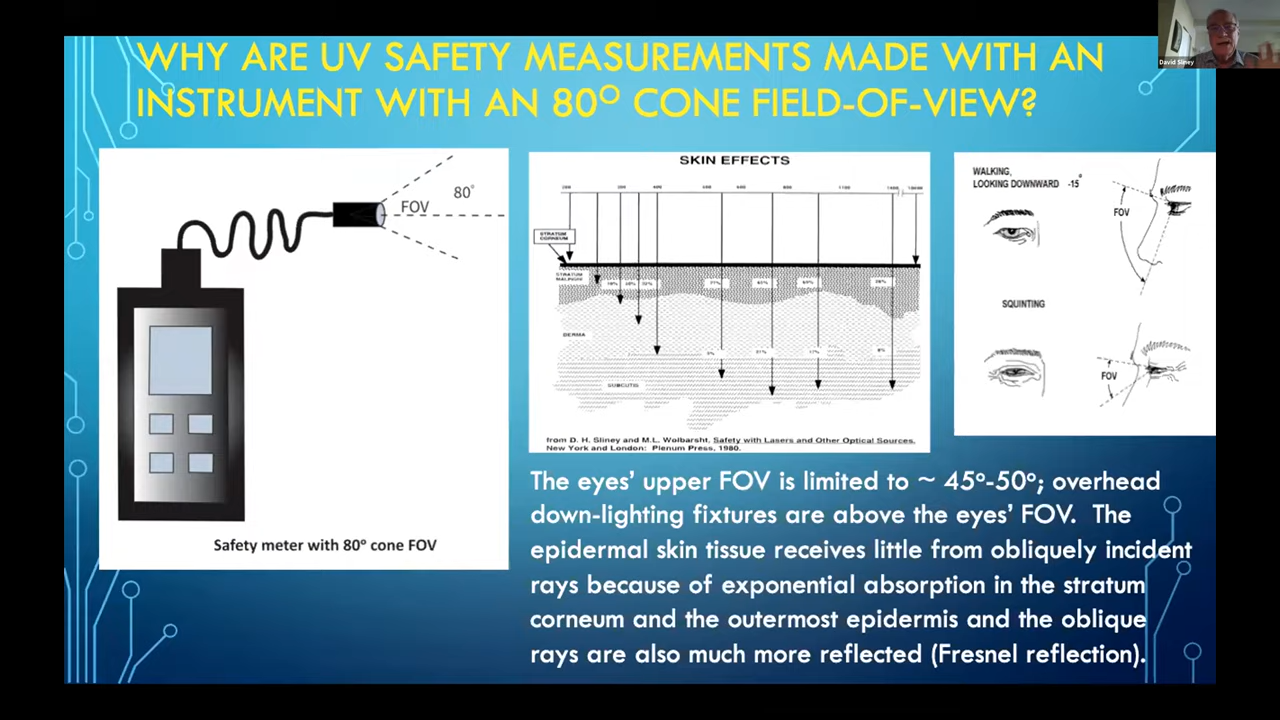 WHY ARE UV SAFETY MEASUREMENTS MADE WITH AN
INSTRUMENT WITH AN 80O CONE FIELD-OF-VIEW?
David Sliney
FOV
80°
Safety meter with 80° cone FOV
SKIN EFFECTS
STRATUM
CORNEUM
STRATUM
MALPIGHI
DERMA
SUBCUTIS
from D. H. Sliney and M.L. Wolbarsht, Safety with Lasers and Other Optical Sources.
New York and London: Plenum Press, 1980.
WALKING,
LOOKING DOWNWARD -15°
FOV
SQUINTING
FOV
The eyes’ upper FOV is limited to ~ 45o-50o; overhead
down-lighting fixtures are above the eyes’ FOV. The
epidermal skin tissue receives little from obliquely incident
rays because of exponential absorption in the stratum
corneum and the outermost epidermis and the oblique
rays are also much more reflected (Fresnel reflection).